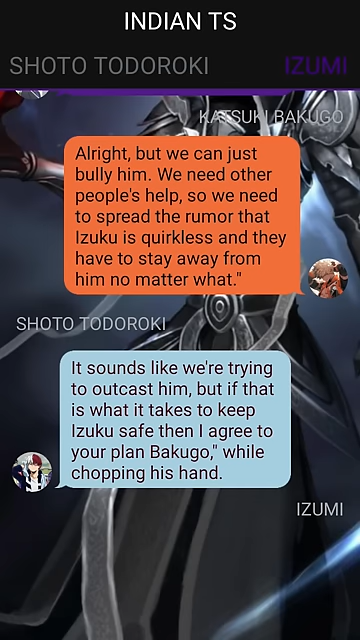 INDIAN TS
SHOTO TODOROKI IZUMI
KATSUKI BAKUGO
Alright, but we can just
bully him. We need other
people's help, so we need
to spread the rumor that
Izuku is quirkless and they
have to stay away from
him no matter what."
SHOTO TODOROKI
It sounds like we're trying
to outcast him, but if that
is what it takes to keep
Izuku safe then I agree to
your plan Bakugo," while
chopping his hand.
IZUMI